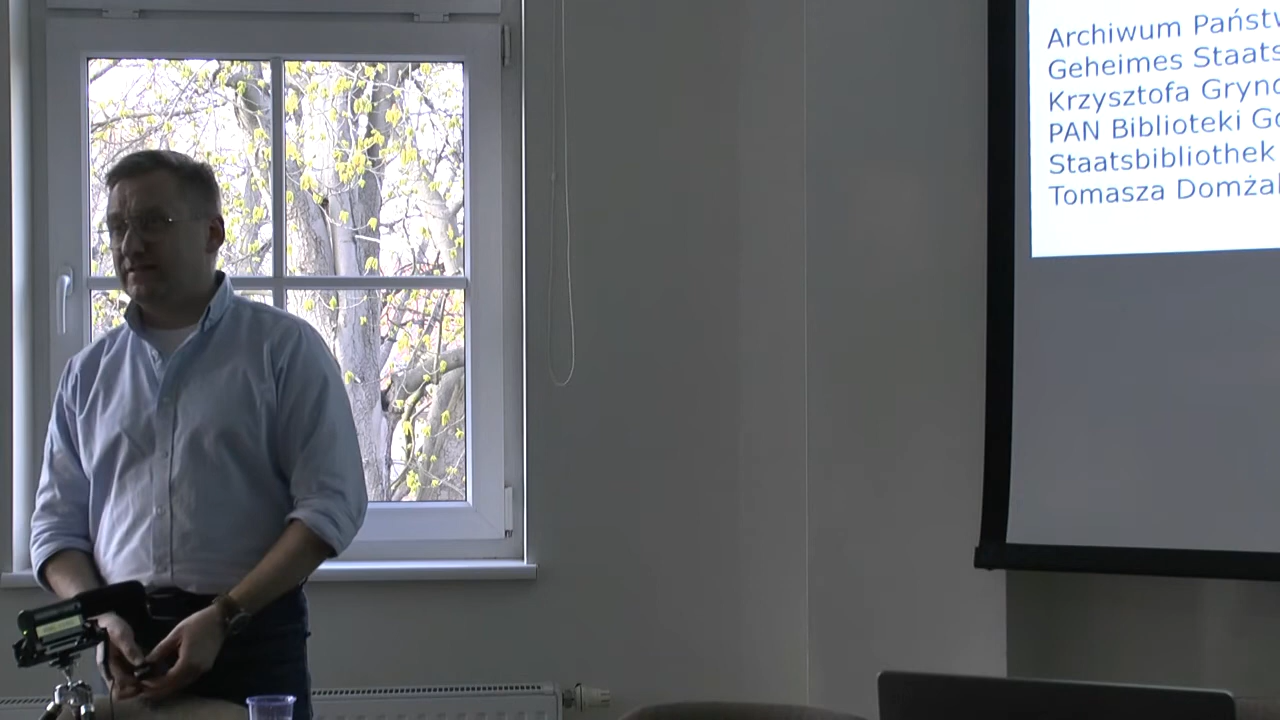 Archiwum
Geheimes
Krzysztofa
PAN Biblioteki
Staatsbibliothek
Tomasza